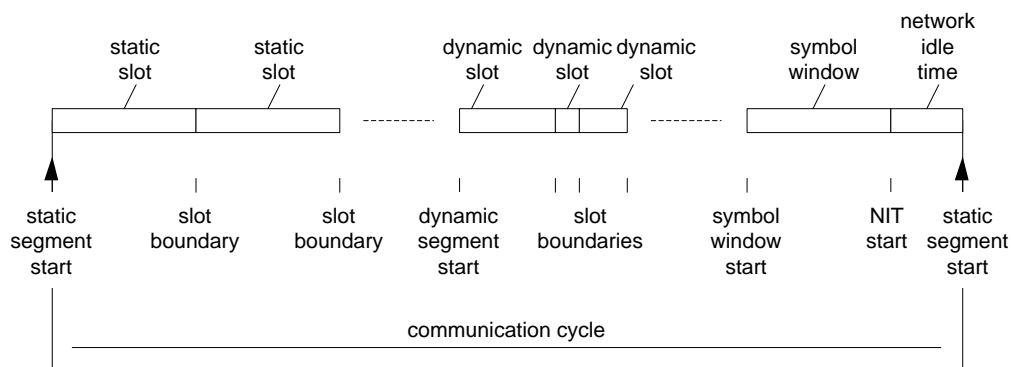 static
slot
static
slot
dynamic
slot
dynamic
slot
dynamic
slot
symbol
window
network
idle
time
static
segment
start
slot
boundary
slot
boundary
dynamic
segment
start
slot
boundaries
symbol
window
start
NIT
start
static
segment
start
communication cycle